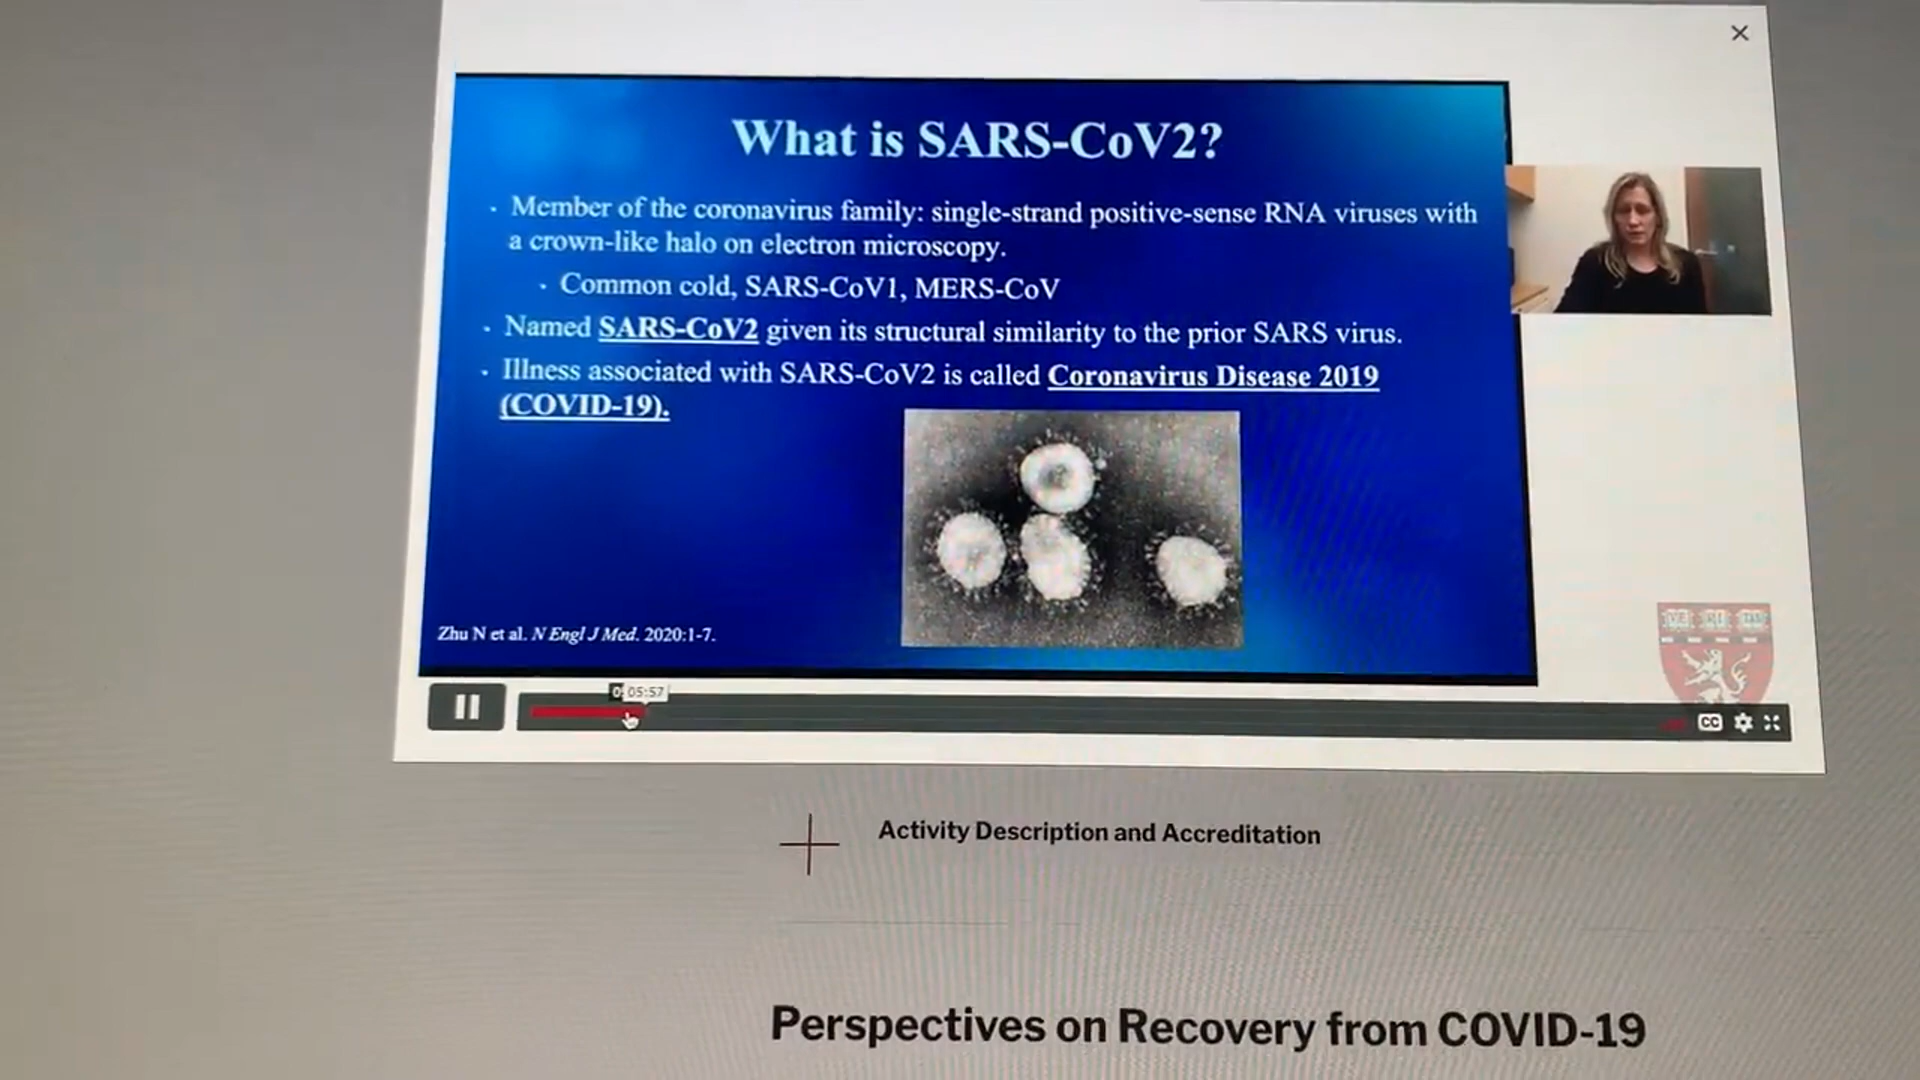 What is SARS-CoV2?
· Member of the coronavirus family: single-strand positive-sense RNA viruses with
a crown-like halo on electron microscopy.
· Common cold, SARS-CoV1, MERS-CoV
· Named SARS-CoV2 given its structural similarity to the prior SARS virus.
· Illness associated with SARS-CoV2 is called Coronavirus Disease 2019
(COVID-19).
Zhu N et al. N Engl J Med. 2020:1-7.
05:57
CC
Activity Description and Accreditation
Perspectives on Recovery from COVID-19